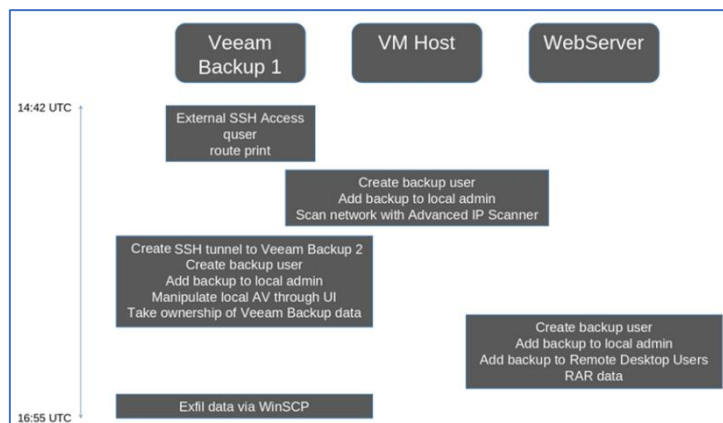 Veeam
Backup 1
VM Host
WebServer
14:42 UTC
External SSH Access
quser
route print
Create backup user
Add backup to local admin
Scan network with Advanced IP Scanner
Create SSH tunnel to Veeam Backup 2
Create backup user
Add backup to local admin
Manipulate local AV through UI
Take ownership of Veeam Backup data
Create backup user
Add backup to local admin
Add backup to Remote Desktop Users
RAR data
Exfil data via WinSCP
16:55 UTC